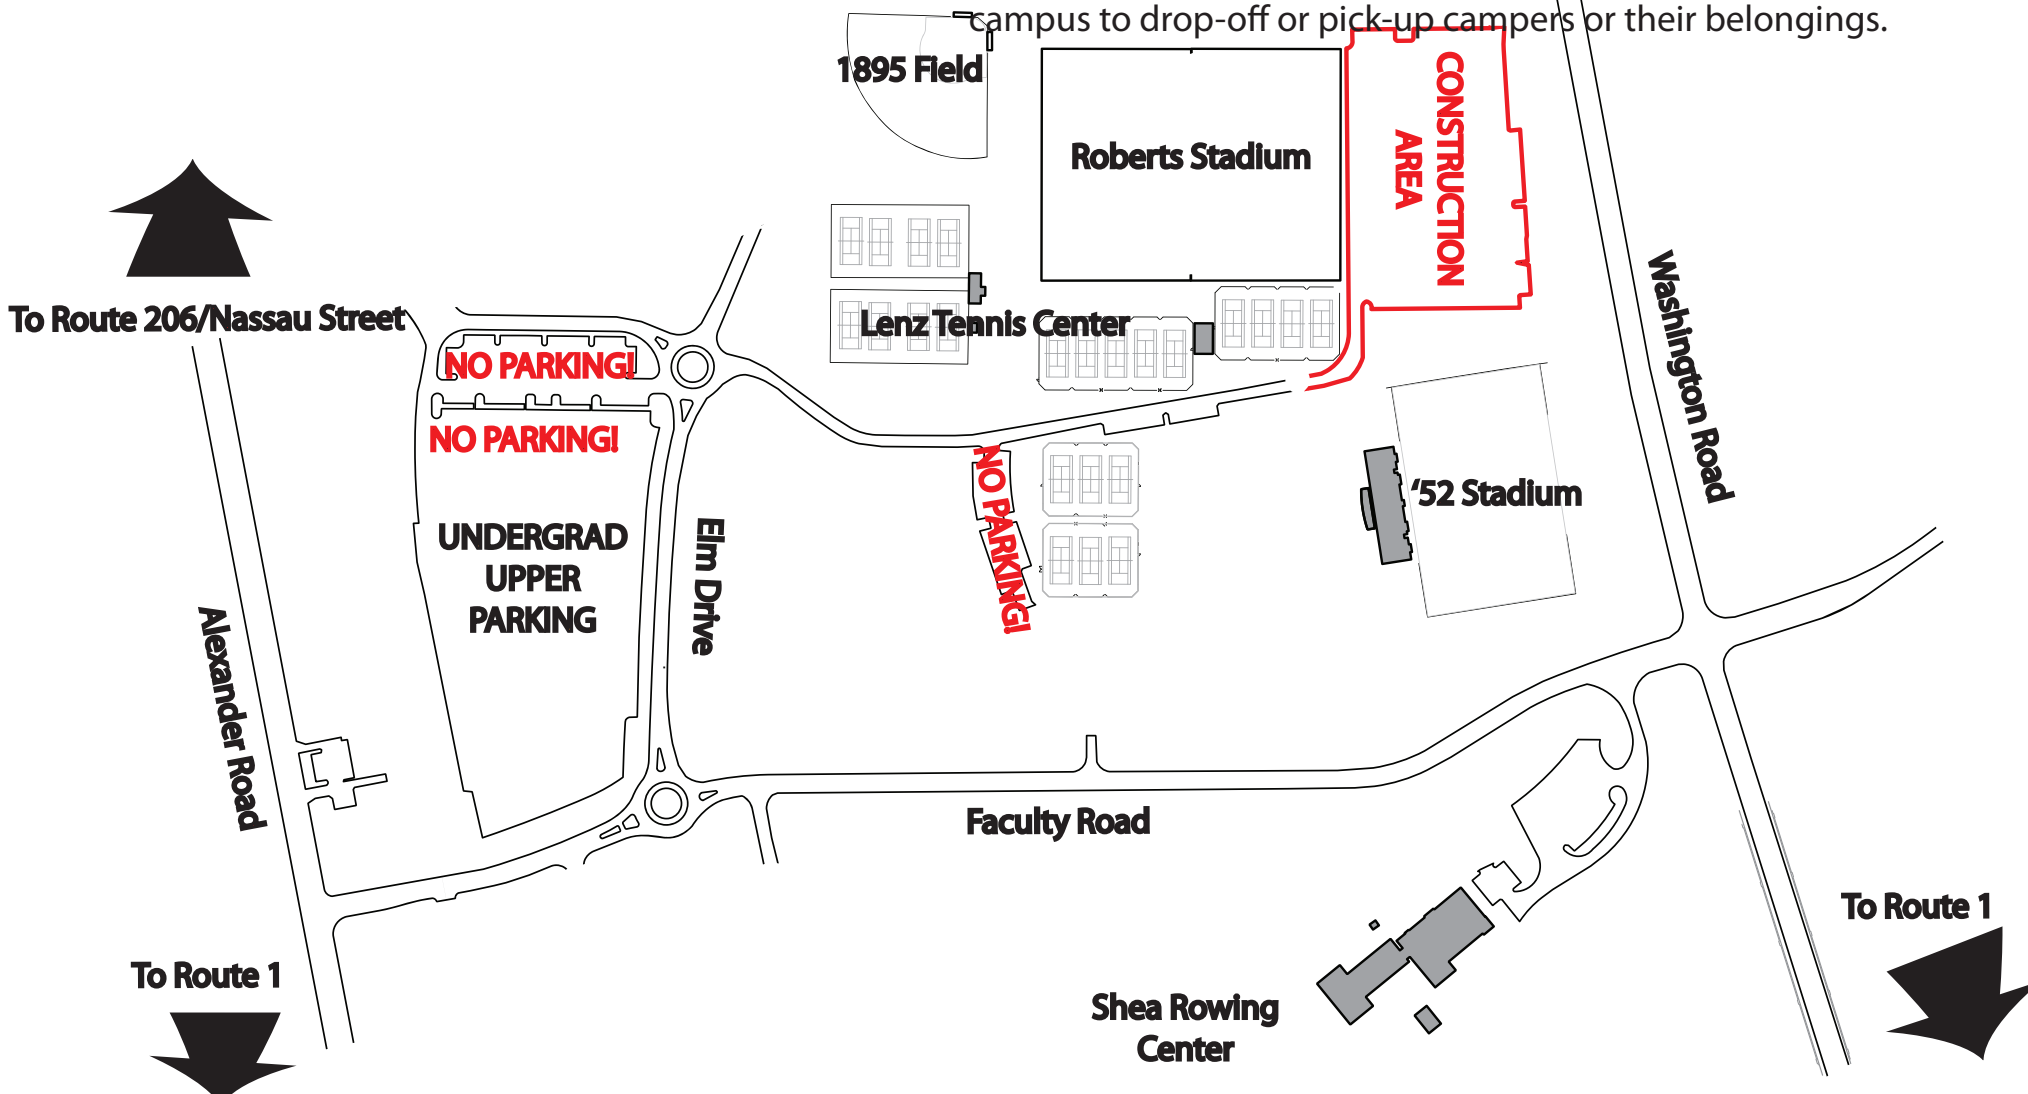 campus to drop-off or pick-up campers or their belongings.
1895 Field
Roberts Stadium
CONSTRUCTION
AREA
To Route 206/Nassau Street
Lenz Tennis Center
NO PARKING!
NO PARKING!
NO PARKING!
Washington Road
‘52 Stadium
UNDERGRAD
UPPER
PARKING
Elm Drive
Alexander Road
Faculty Road
To Route 1
To Route 1
Shea Rowing
Center